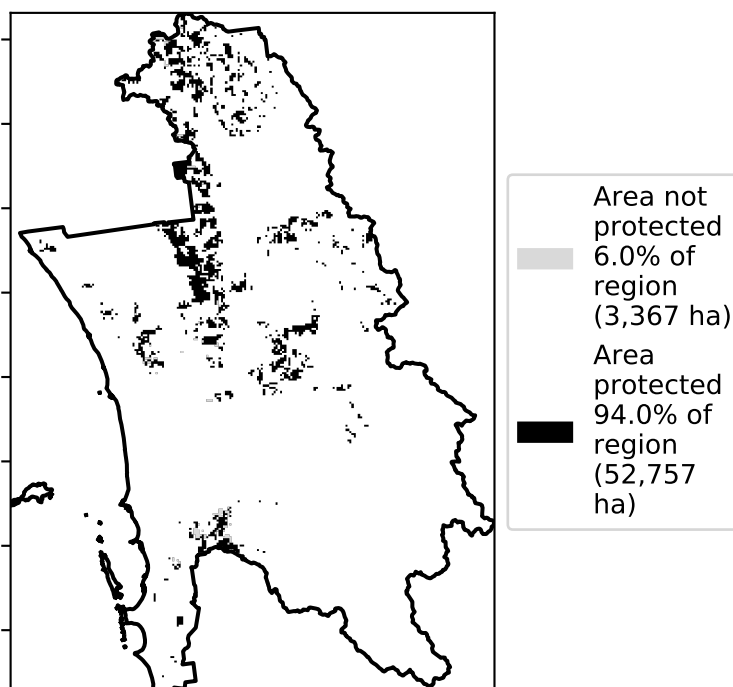 Area not
protected
6.0% of
region
(3,367 ha)
Area
protected
94.0% of
region
(52,757
ha)